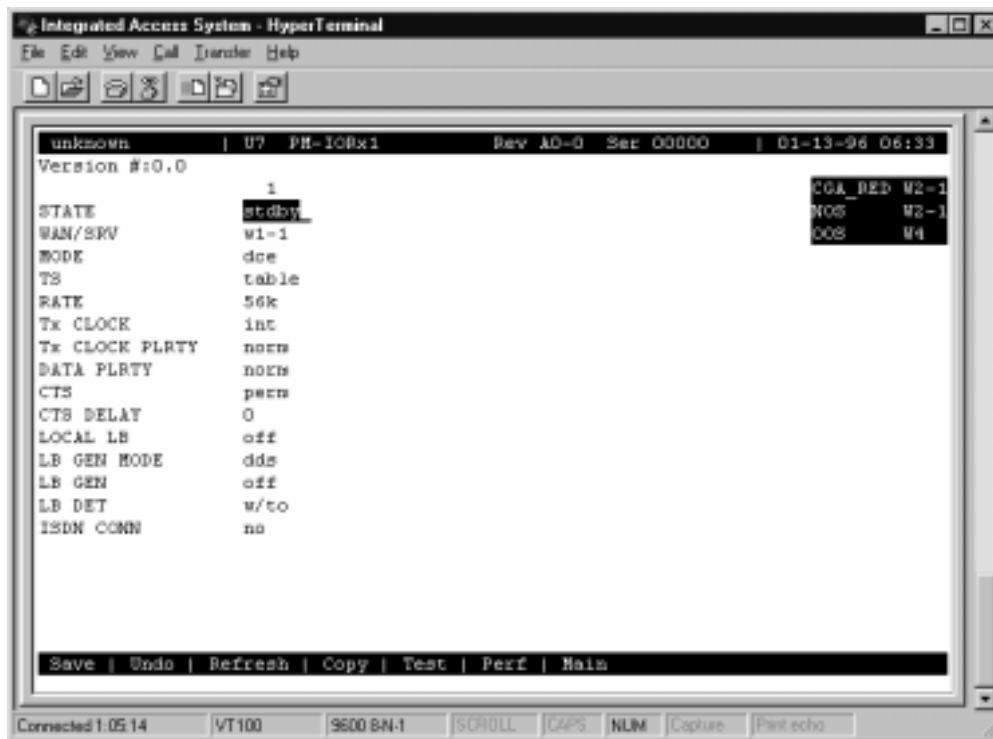 Integrated Access System - HyperTerminal
File Edit View Call Transfer Help
unknown | U7 PM-IORx1 Rev A0-0 Ser 00000 | 01-13-96 06:33
Version #:0.0
1 CGA_RED W2-1
STATE stdby_ NOS W2-1
WAN/SRV w1-1 OOS W4
MODE dce
TS table
RATE 56k
Tx CLOCK int
Tx CLOCK PLRTY norm
DATA PLRTY norm
CTS perm
CTS DELAY 0
LOCAL LB off
LB GEN MODE dds
LB GEN off
LB DET w/to
ISDN CONN no
Save | Undo | Refresh | Copy | Test | Perf | Main
Connected 1:05:14 VT100 9600 8-N-1 SCROLL CAPS NUM Capture Print echo